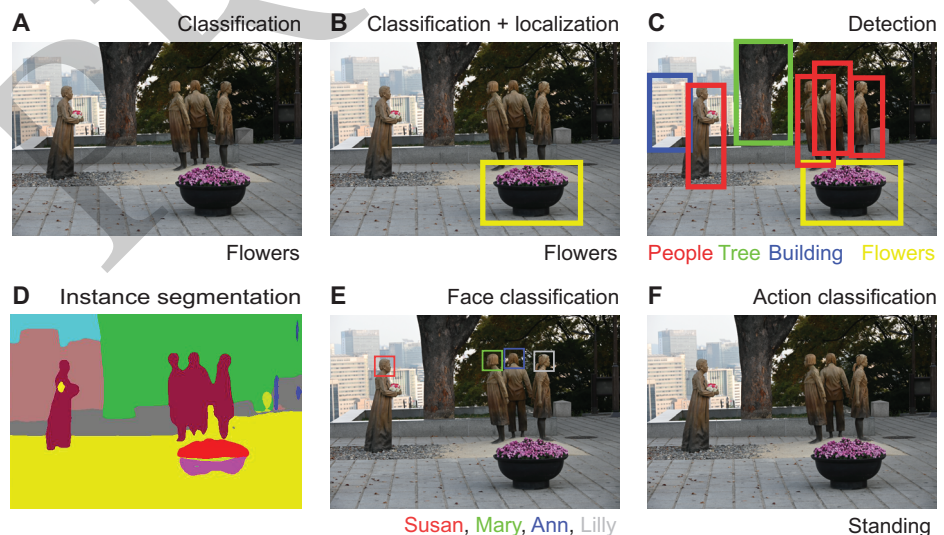 A Classification
B Classification + localization
C Detection
Flowers
Flowers
People Tree Building Flowers
D Instance segmentation
E Face classification
F Action classification
Susan, Mary, Ann, Lilly
Standing